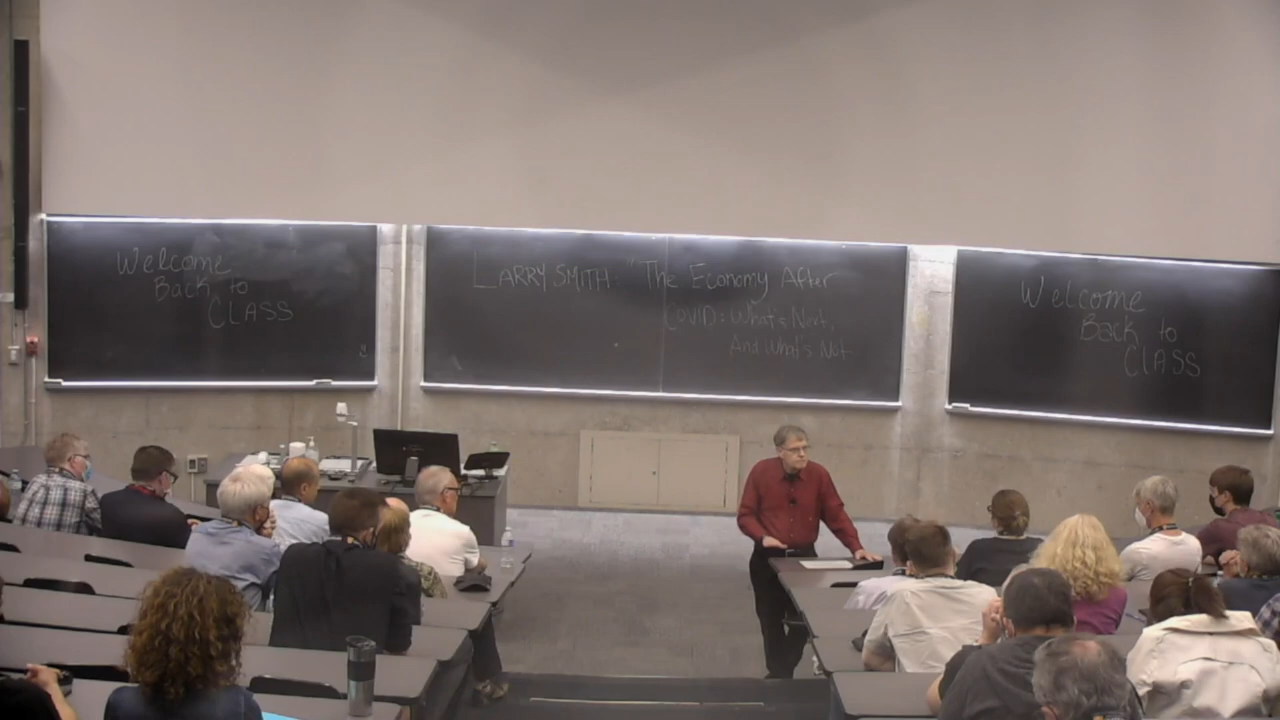 Welcome
Back to
CLASS
LARRY SMITH: "The Economy After
COVID: What's Next,
And What's Not
Welcome
Back to
CLASS